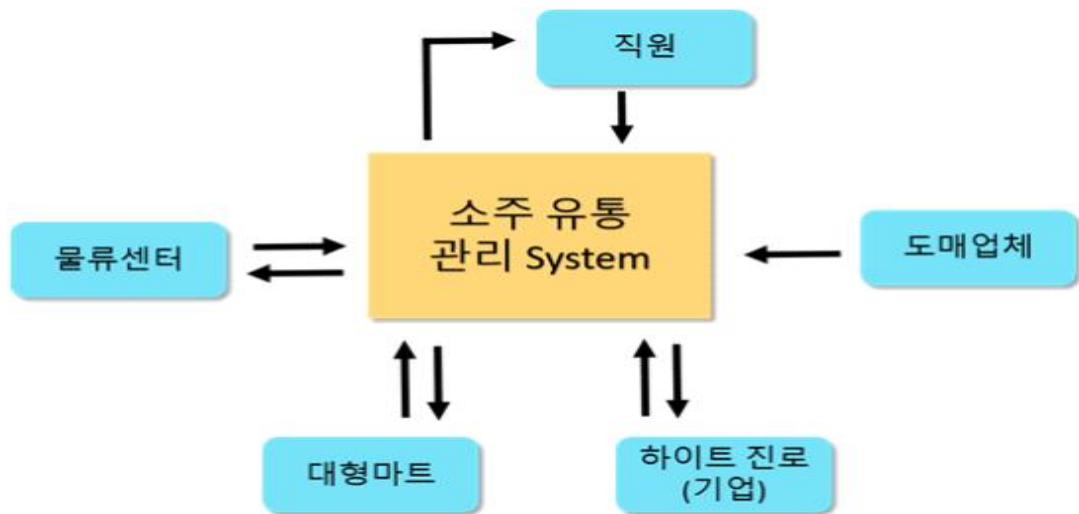 직원
소주 유통
관리 System
물류센터
도매업체
대형마트
하이트 진로
(기업)